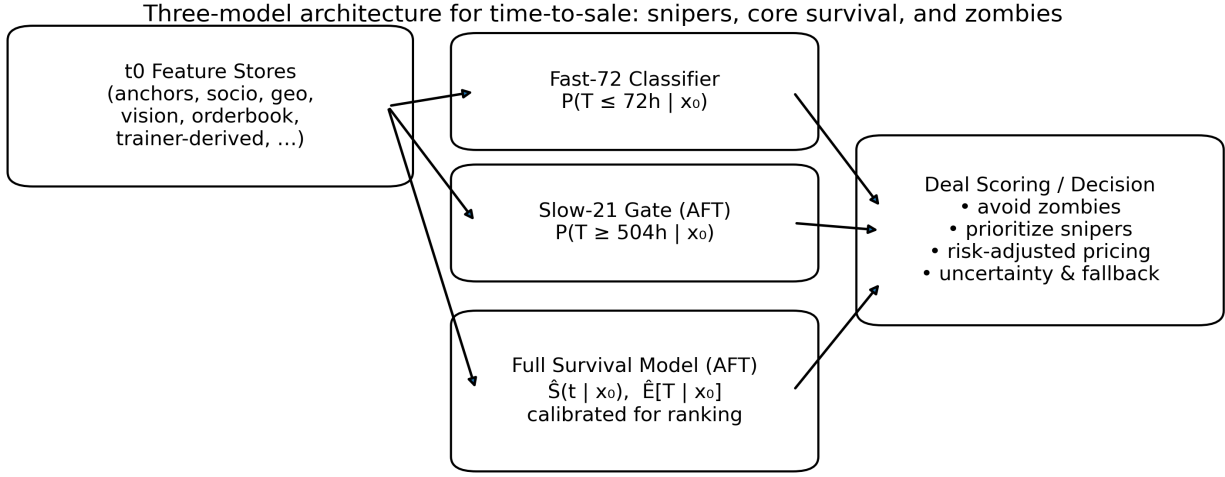 Three-model architecture for time-to-sale: snipers, core survival, and zombies
t0 Feature Stores
(anchors, socio, geo,
vision, orderbook,
trainer-derived, …)
Fast-72 Classifier
P(T ≤ 72h | x₀)
Slow-21 Gate (AFT)
P(T ≥ 504h | x₀)
Full Survival Model (AFT)
Ŝ(t | x₀), Ê[T | x₀]
calibrated for ranking
Deal Scoring / Decision
• avoid zombies
• prioritize snipers
• risk-adjusted pricing
• uncertainty & fallback